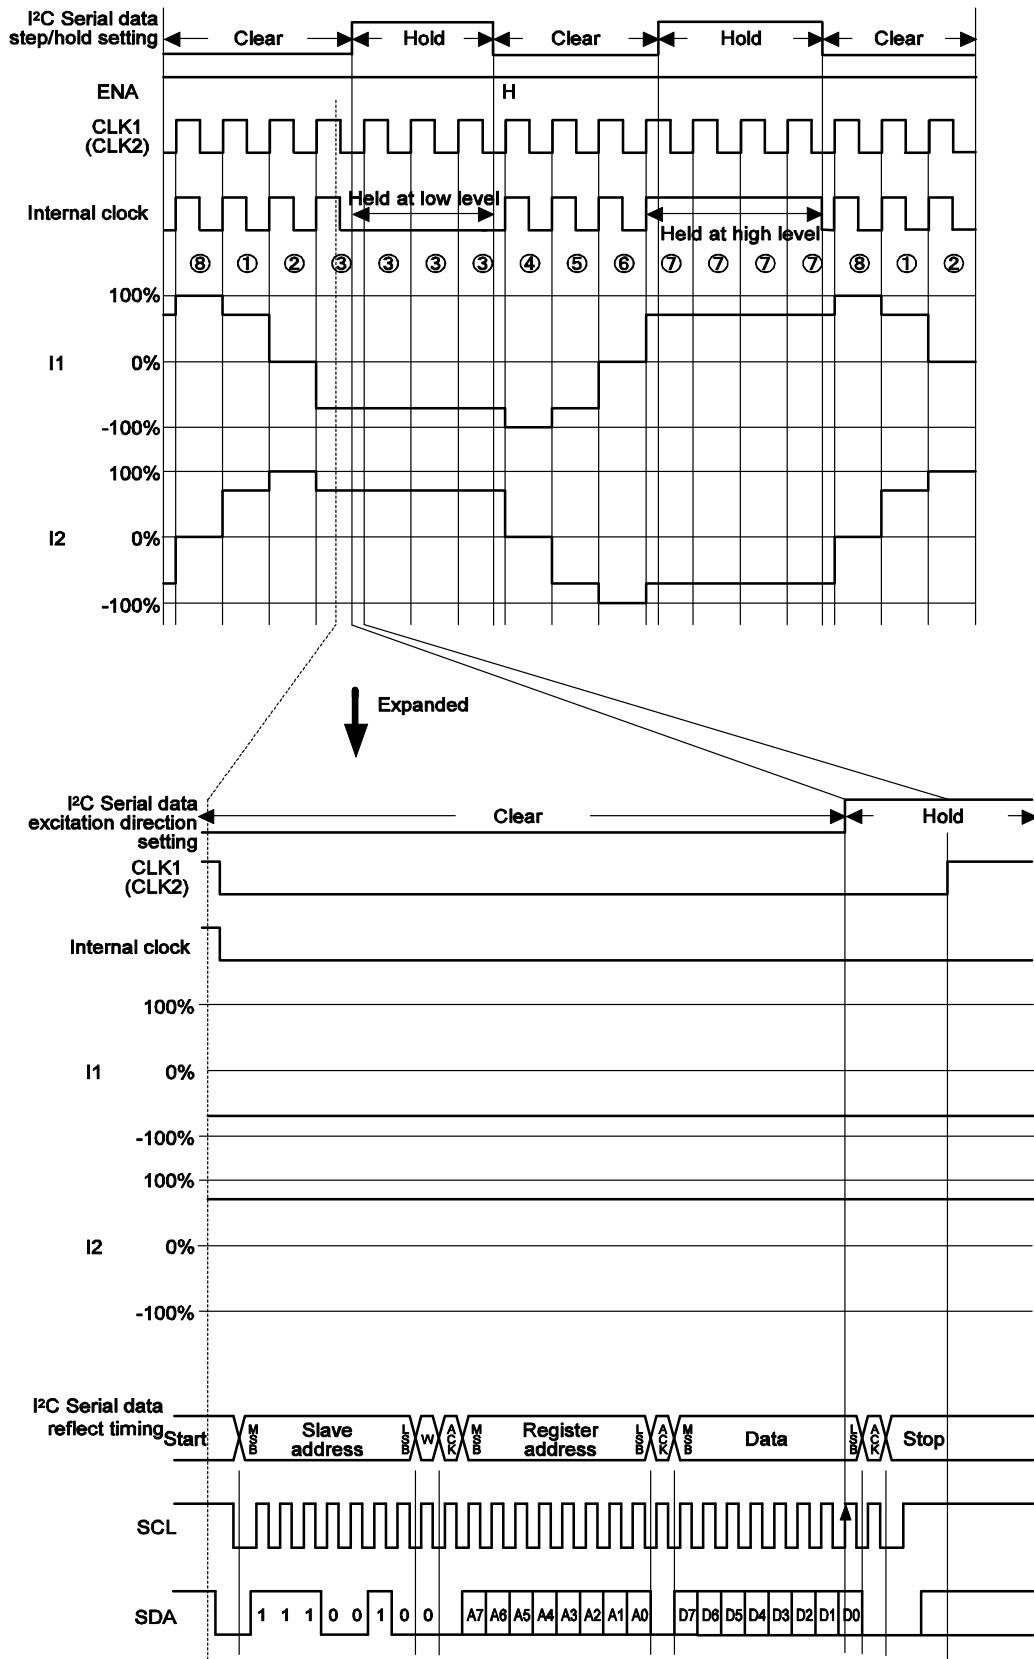 I²C Serial data
step/hold setting
Clear
Hold
Clear
Hold
Clear
ENA
H
CLK1
(CLK2)
Internal clock
Held at low level
Held at high level
⑧ ① ② ③ ③ ③ ③ ④ ⑤ ⑥ ⑦ ⑦ ⑦ ⑦ ⑧ ① ②
100%
I1
0%
-100%
100%
I2
0%
-100%
Expanded
I²C Serial data
excitation direction
setting
Clear
Hold
CLK1
(CLK2)
Internal clock
100%
I1
0%
-100%
100%
I2
0%
-100%
I²C Serial data
reflect timing
Start
MSB
Slave
address
LSB
W
ACK
MSB
Register
address
LSB
ACK
MSB
Data
LSB
ACK
Stop
SCL
SDA
1 1 1 0 0 1 0 0 A7 A6 A5 A4 A3 A2 A1 A0 D7 D6 D5 D4 D3 D2 D1 D0